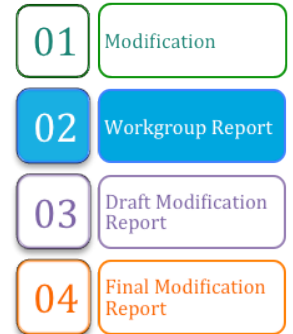 01
Modification
02
Workgroup Report
03
Draft Modification
Report
04
Final Modification
Report